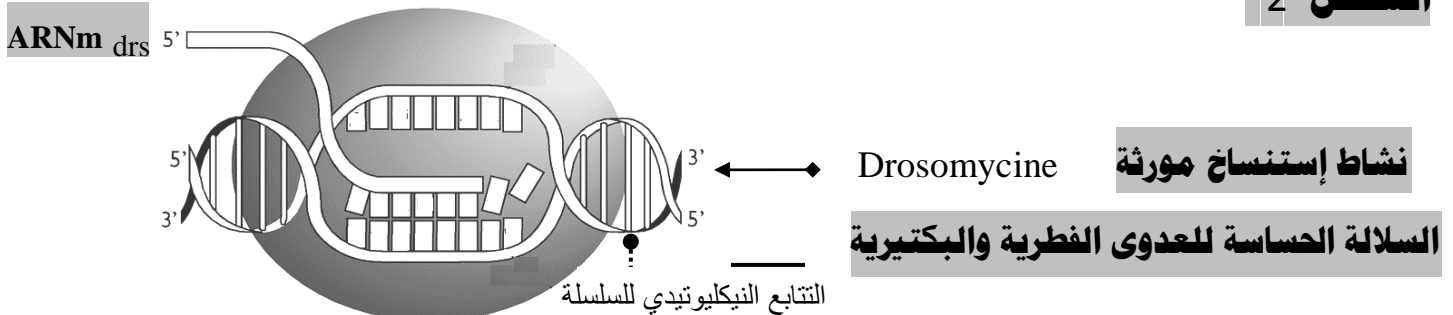 2
ARNm drs 5'
5' 3'
Drosomycine نشاط إستنساخ مورثة
3' 5'
السلالة الحساسة للعدوى الفطرية والبكتيرية
التتابع النيكليوتيدي للسلسلة